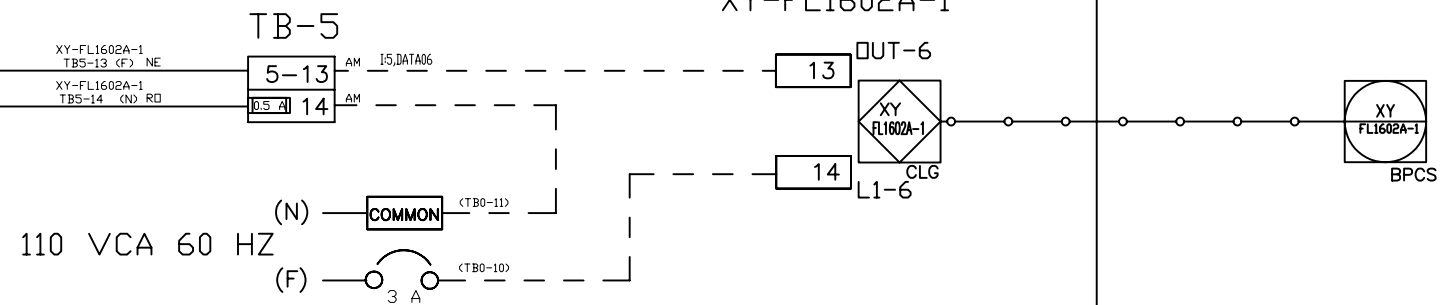 XY-FL1602A-1
TB-5
XY-FL1602A-1
TB5-13 (F) NE
5-13
AM
I:5,DATA06
13
OUT-6
XY-FL1602A-1
TB5-14 (N) RO
0.5 A
14
AM
XY
FL1602A-1
CLG
XY
FL1602A-1
BPCS
14
L1-6
(N)
COMMON
(TB0-11)
110 VCA 60 HZ
(F)
3 A
(TB0-10)